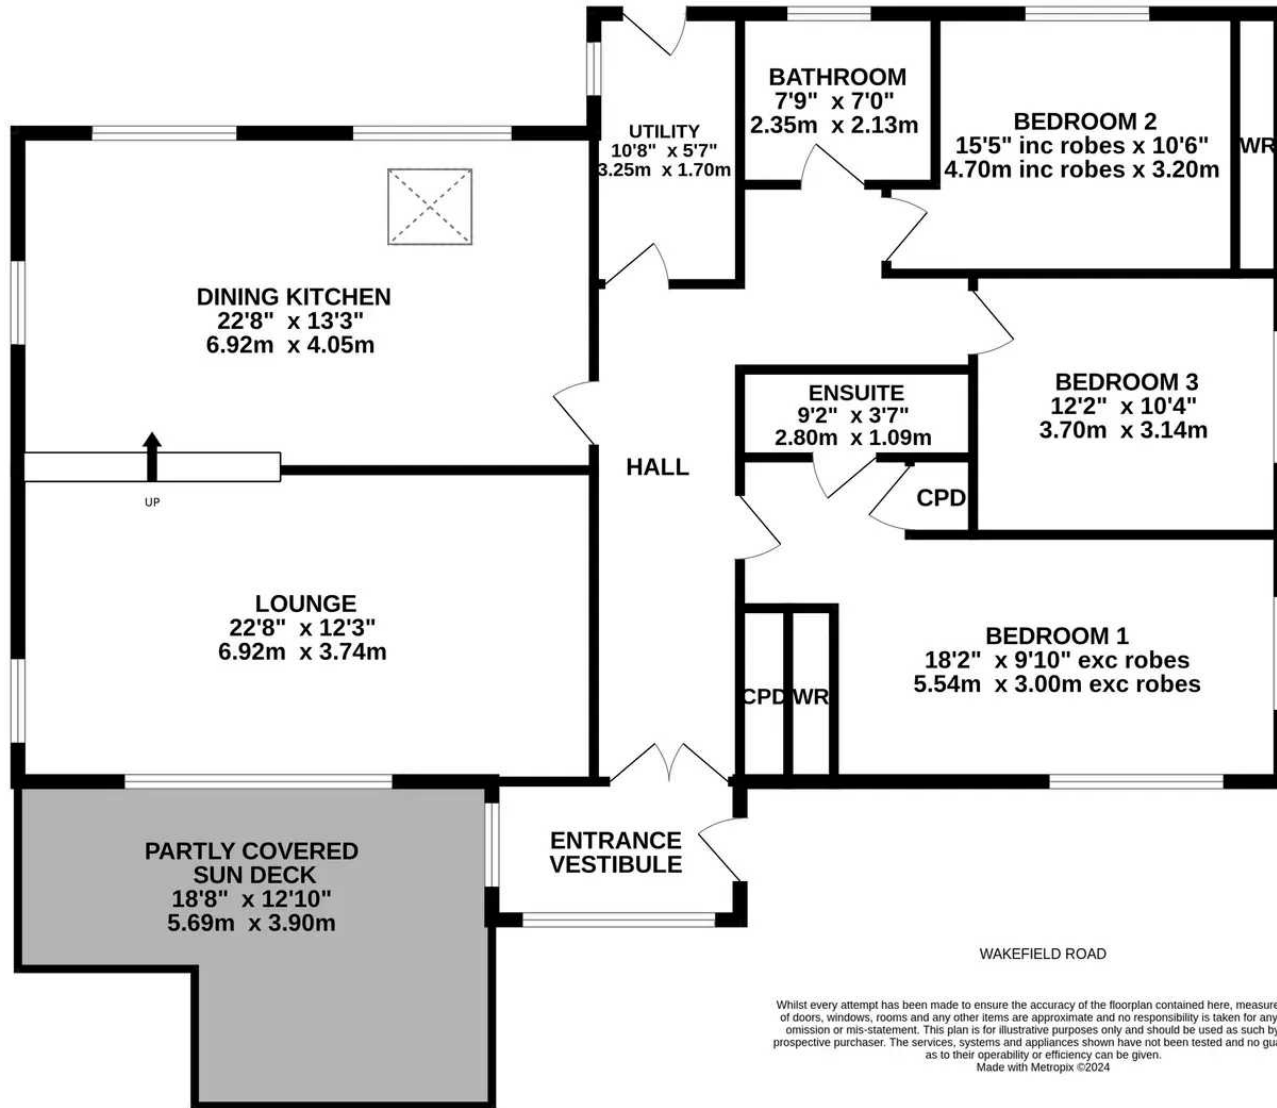 BATHROOM
7'9" x 7'0"
2.35m x 2.13m
UTILITY
10'8" x 5'7"
3.25m x 1.70m
BEDROOM 2
15'5" inc robes x 10'6"
4.70m inc robes x 3.20m
WR
DINING KITCHEN
22'8" x 13'3"
6.92m x 4.05m
BEDROOM 3
12'2" x 10'4"
3.70m x 3.14m
ENSUITE
9'2" x 3'7"
2.80m x 1.09m
HALL
CPD
UP
LOUNGE
22'8" x 12'3"
6.92m x 3.74m
BEDROOM 1
18'2" x 9'10" exc robes
5.54m x 3.00m exc robes
CPD
WR
ENTRANCE
VESTIBULE
PARTLY COVERED
SUN DECK
18'8" x 12'10"
5.69m x 3.90m
WAKEFIELD ROAD
Whilst every attempt has been made to ensure the accuracy of the floorplan contained here, measure
of doors, windows, rooms and any other items are approximate and no responsibility is taken for any
omission or mis-statement. This plan is for illustrative purposes only and should be used as such by
prospective purchaser. The services, systems and appliances shown have not been tested and no gua
as to their operability or efficiency can be given.
Made with Metropix ©2024